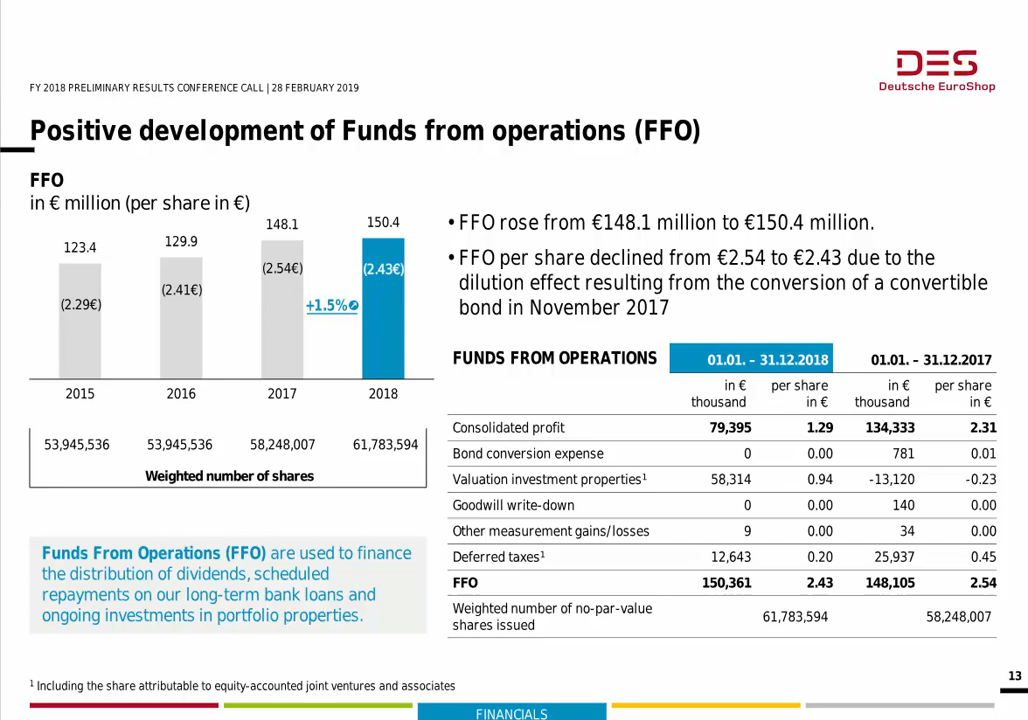 DES
Deutsche EuroShop
FY 2018 PRELIMINARY RESULTS CONFERENCE CALL | 28 FEBRUARY 2019
Positive development of Funds from operations (FFO)
FFO
in € million (per share in €)
123.4 129.9 148.1 150.4
(2.29€) (2.41€) (2.54€) (2.43€)
+1.5%
2015 2016 2017 2018
53,945,536 53,945,536 58,248,007 61,783,594
Weighted number of shares
Funds From Operations (FFO) are used to finance
the distribution of dividends, scheduled
repayments on our long-term bank loans and
ongoing investments in portfolio properties.
• FFO rose from €148.1 million to €150.4 million.
• FFO per share declined from €2.54 to €2.43 due to the
dilution effect resulting from the conversion of a convertible
bond in November 2017
FUNDS FROM OPERATIONS 01.01. – 31.12.2018 01.01. – 31.12.2017
in € per share in € per share
thousand in € thousand in €
Consolidated profit 79,395 1.29 134,333 2.31
Bond conversion expense 0 0.00 781 0.01
Valuation investment properties¹ 58,314 0.94 -13,120 -0.23
Goodwill write-down 0 0.00 140 0.00
Other measurement gains/losses 9 0.00 34 0.00
Deferred taxes¹ 12,643 0.20 25,937 0.45
FFO 150,361 2.43 148,105 2.54
Weighted number of no-par-value
shares issued 61,783,594 58,248,007
¹ Including the share attributable to equity-accounted joint ventures and associates
13
FINANCIALS